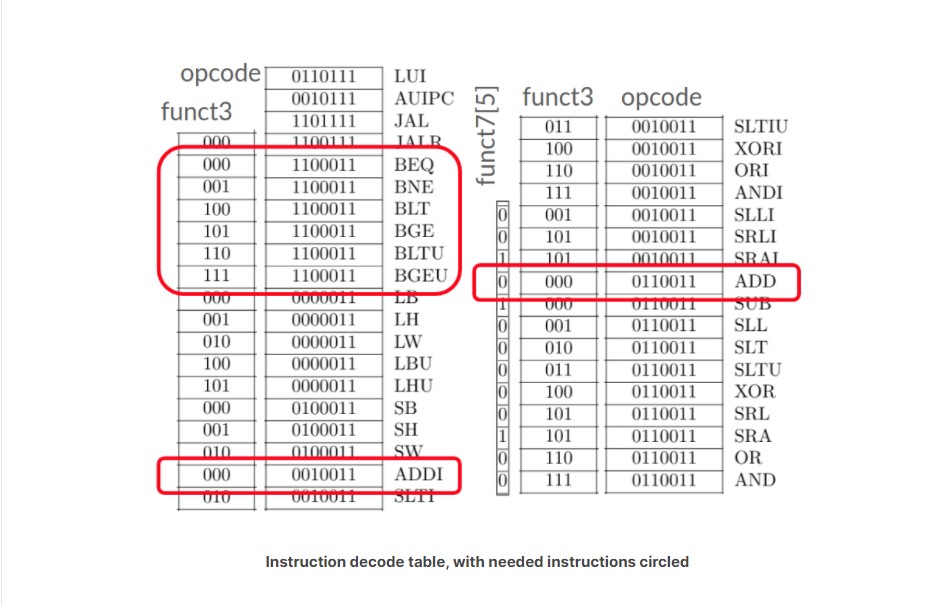 opcode 0110111 LUI
funct3 0010111 AUIPC
1101111 JAL
000 1100111 JALR
000 1100011 BEQ
001 1100011 BNE
100 1100011 BLT
101 1100011 BGE
110 1100011 BLTU
111 1100011 BGEU
000 0000011 LB
001 0000011 LH
010 0000011 LW
100 0000011 LBU
101 0000011 LHU
000 0100011 SB
001 0100011 SH
010 0100011 SW
000 0010011 ADDI
010 0010011 SLTI
funct7[5] funct3 opcode
011 0010011 SLTIU
100 0010011 XORI
110 0010011 ORI
111 0010011 ANDI
0 001 0010011 SLLI
0 101 0010011 SRLI
1 101 0010011 SRAI
0 000 0110011 ADD
1 000 0110011 SUB
0 001 0110011 SLL
0 010 0110011 SLT
0 011 0110011 SLTU
0 100 0110011 XOR
0 101 0110011 SRL
1 101 0110011 SRA
0 110 0110011 OR
0 111 0110011 AND
Instruction decode table, with needed instructions circled